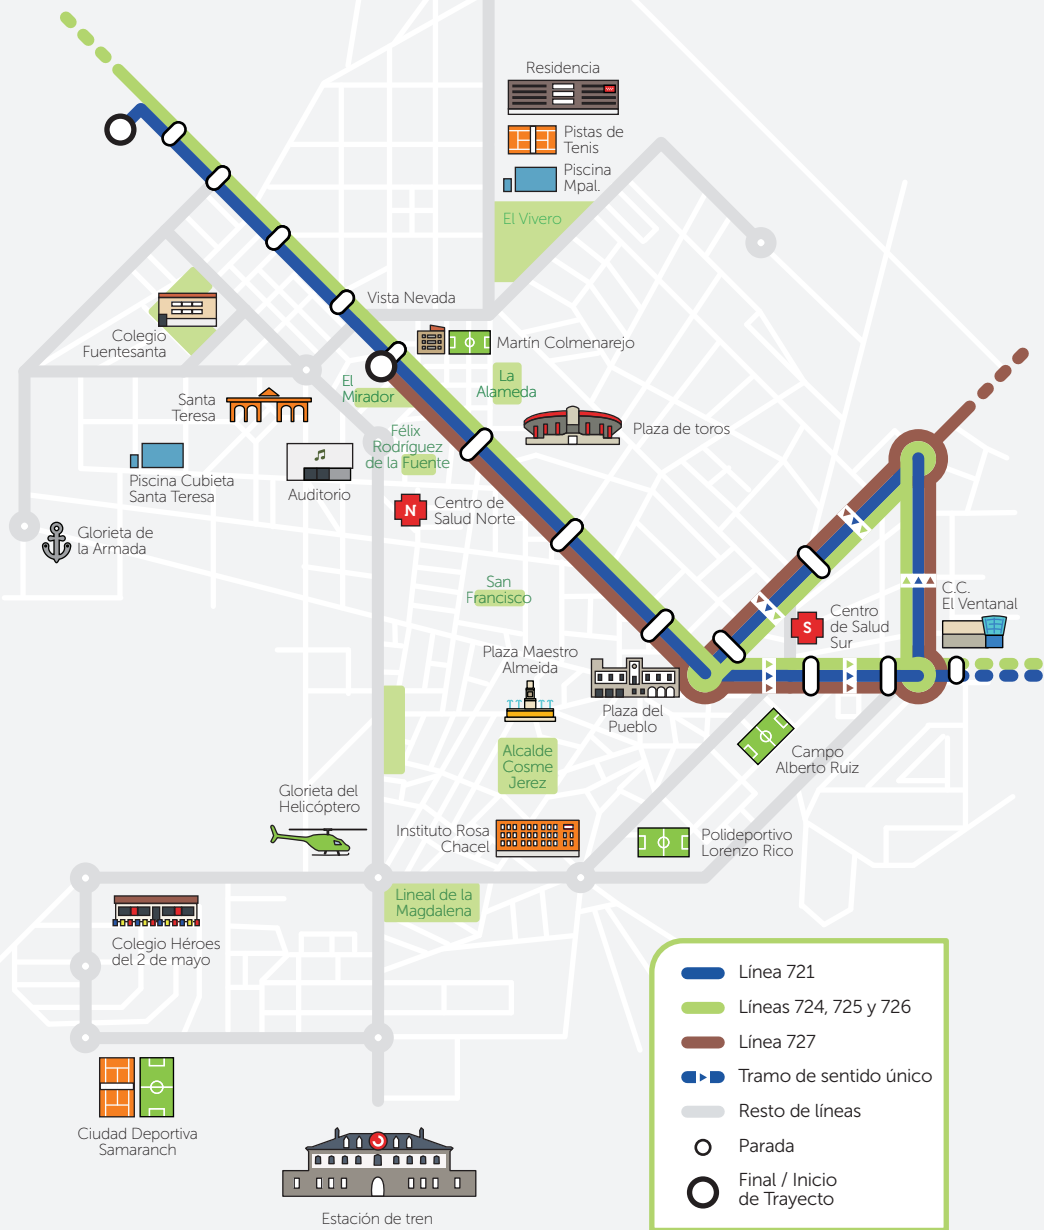 Residencia
Pistas de
Tenis
Piscina
Mpal.
El Vivero
Vista Nevada
Colegio
Fuentesanta
Martín Colmenarejo
El
Mirador
La
Alameda
Santa
Teresa
Plaza de toros
Félix
Rodríguez
de la Fuente
Piscina Cubieta
Santa Teresa
Auditorio
N
Centro de
Salud Norte
Glorieta de
la Armada
San
Francisco
C.C.
El Ventanal
S
Centro
de Salud
Sur
Plaza Maestro
Almeida
Plaza del
Pueblo
Alcalde
Cosme
Jerez
Campo
Alberto Ruiz
Glorieta del
Helicóptero
Instituto Rosa
Chacel
Polideportivo
Lorenzo Rico
Lineal de la
Magdalena
Colegio Héroes
del 2 de mayo
Ciudad Deportiva
Samaranch
Estación de tren
Línea 721
Líneas 724, 725 y 726
Línea 727
Tramo de sentido único
Resto de líneas
Parada
Final / Inicio
de Trayecto